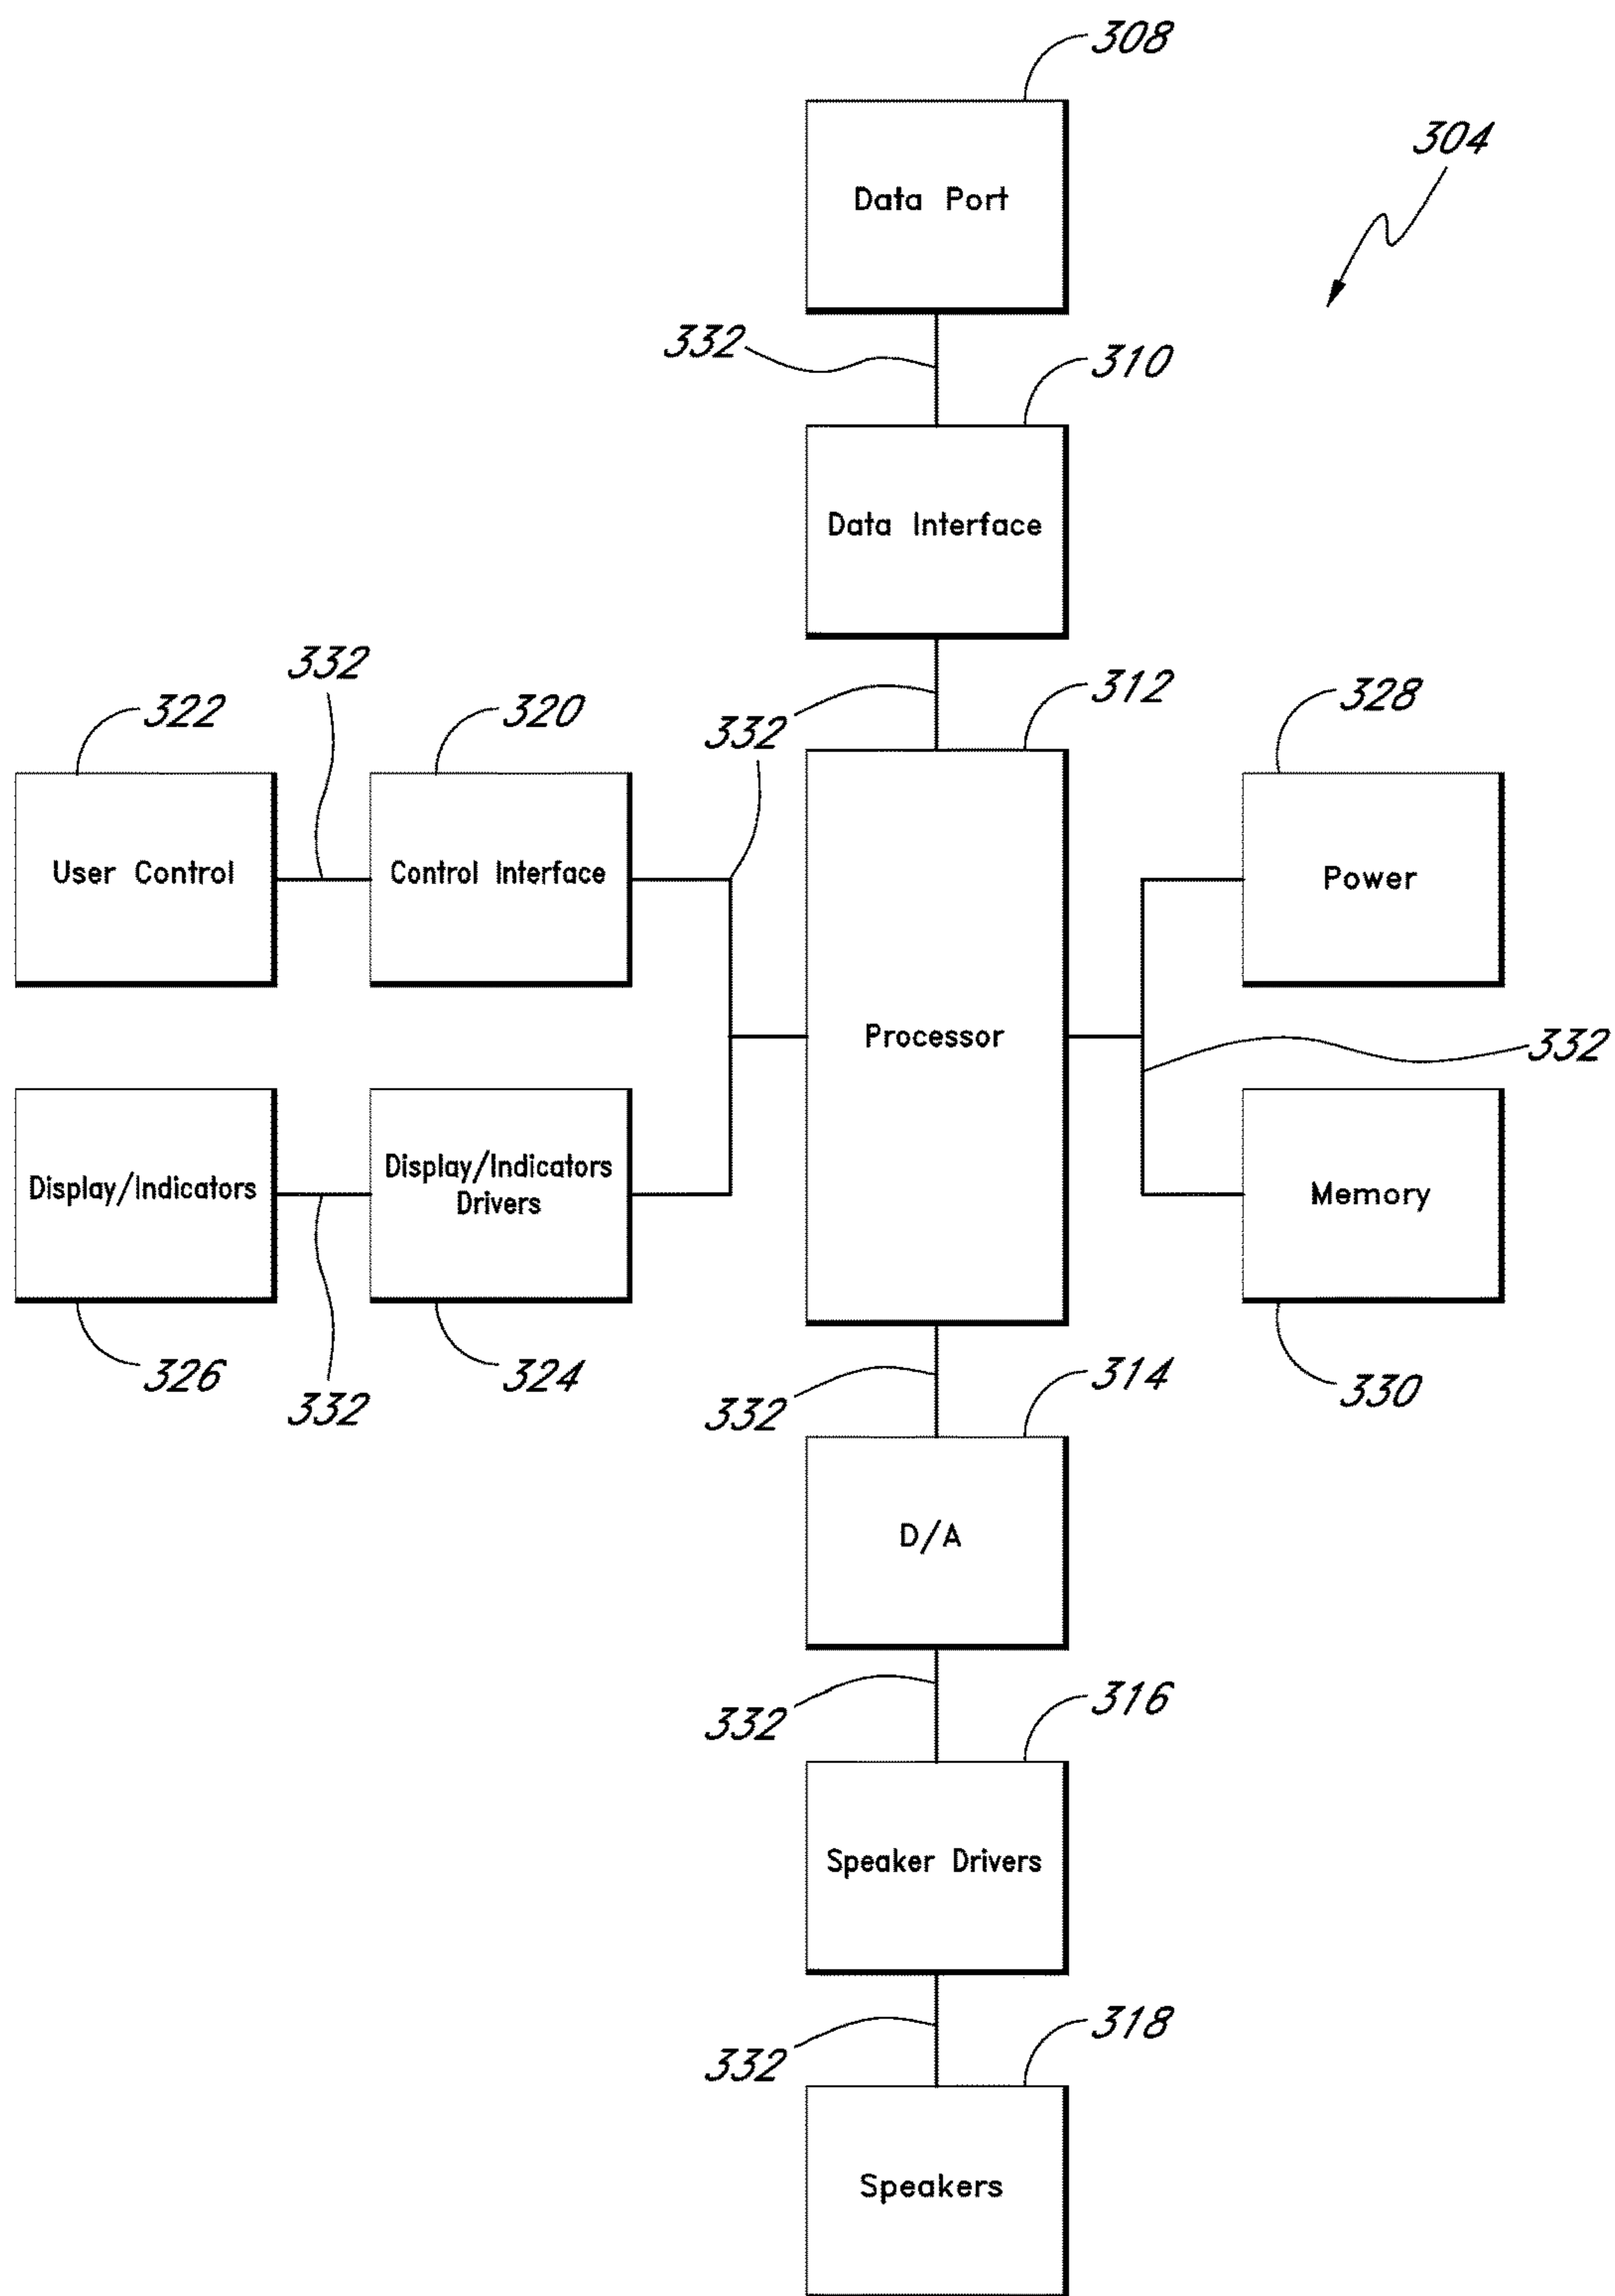 308
304
Data Port
332
310
Data Interface
332
322
320
332
312
328
User Control
Control Interface
Power
Processor
332
Display/Indicators
Display/Indicators
Drivers
Memory
326
332
324
332
314
330
D/A
332
316
Speaker Drivers
332
318
Speakers